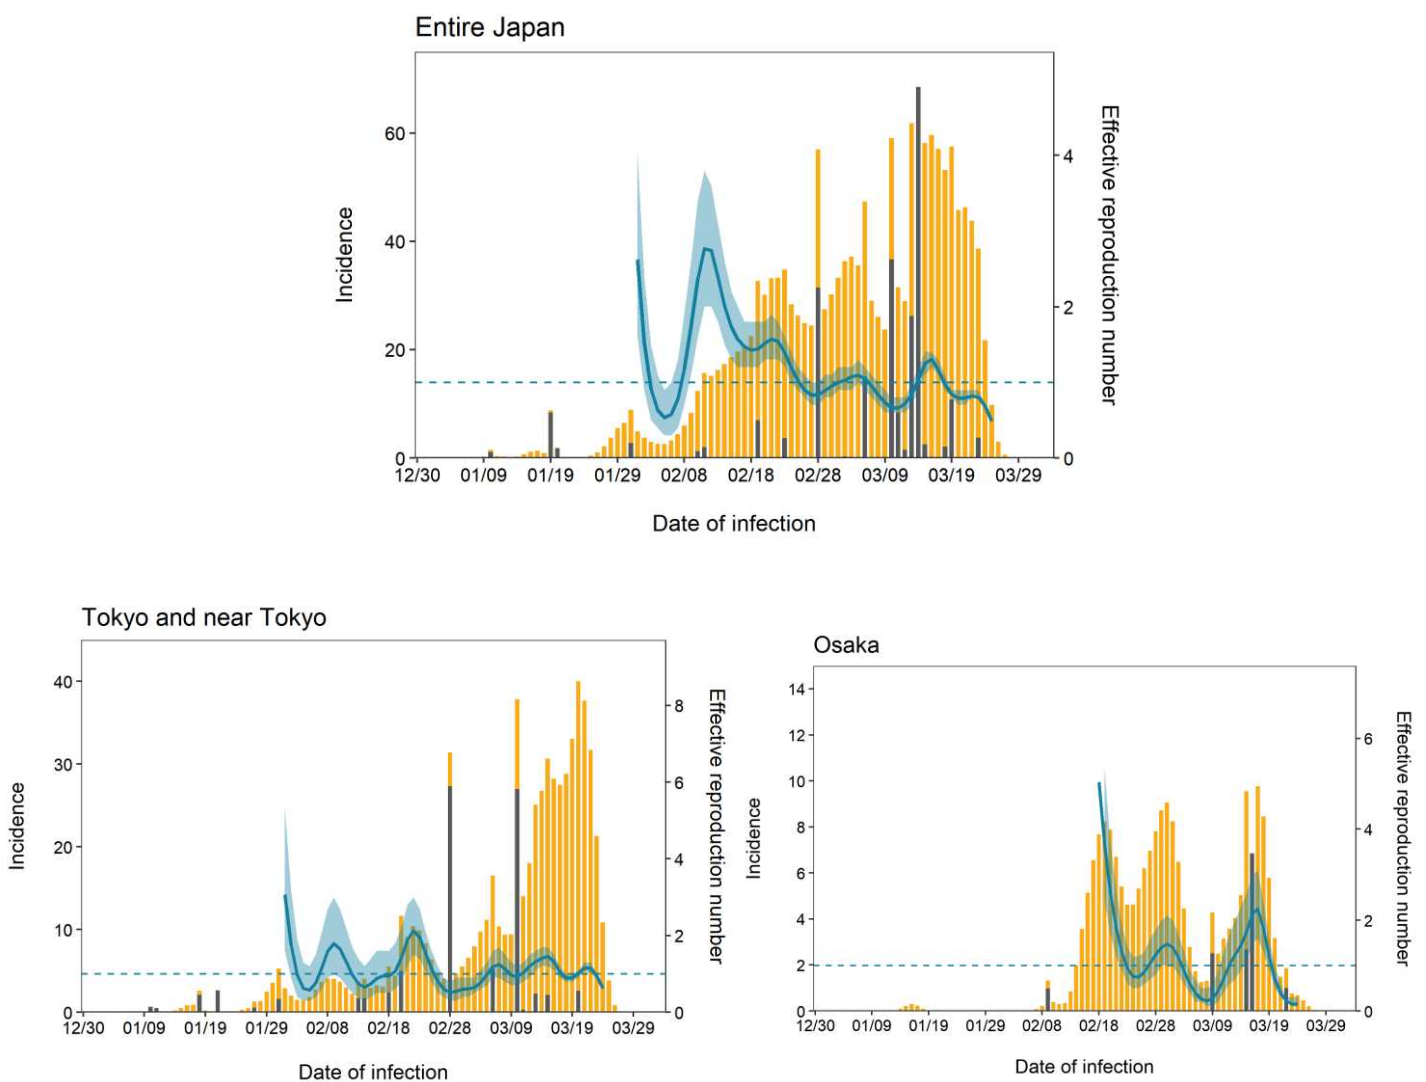 Entire Japan
60
40
20
0
Incidence
4
2
0
Effective reproduction number
12/30 01/09 01/19 01/29 02/08 02/18 02/28 03/09 03/19 03/29
Date of infection
Tokyo and near Tokyo
40
30
20
10
0
Incidence
8
6
4
2
0
Effective reproduction number
12/30 01/09 01/19 01/29 02/08 02/18 02/28 03/09 03/19 03/29
Date of infection
Osaka
14
12
10
8
6
4
2
0
Incidence
6
4
2
0
Effective reproduction number
12/30 01/09 01/19 01/29 02/08 02/18 02/28 03/09 03/19 03/29
Date of infection